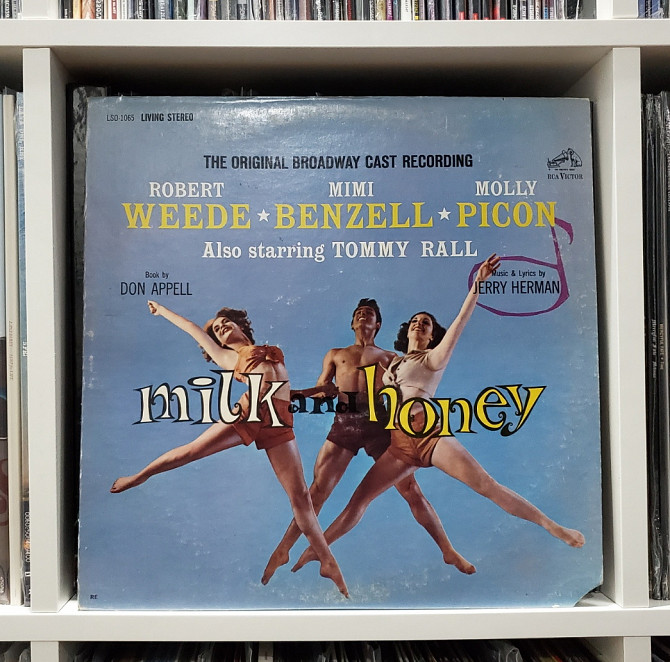 LSO-1065 LIVING STEREO
THE ORIGINAL BROADWAY CAST RECORDING
RCA VICTOR
ROBERT MIMI MOLLY
WEEDE ★ BENZELL ★ PICON
Also starring TOMMY RALL
Book by
DON APPELL
Music & Lyrics by
JERRY HERMAN
milk and honey
RE